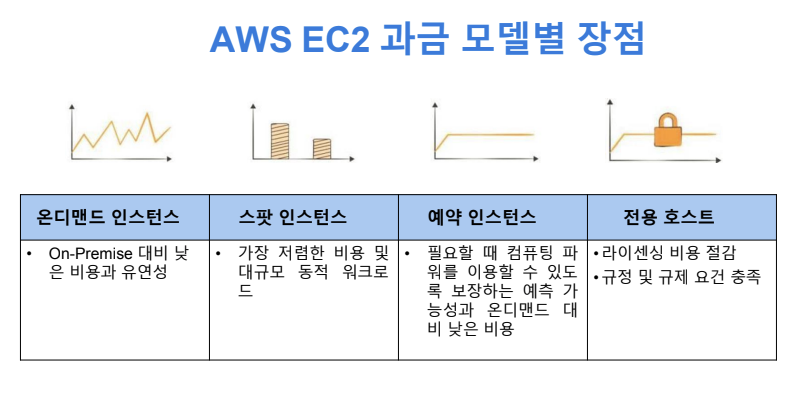 AWS EC2 과금 모델별 장점
온디맨드 인스턴스
스팟 인스턴스
예약 인스턴스
전용 호스트
• On-Premise 대비 낮
은 비용과 유연성
• 가장 저렴한 비용 및
대규모 동적 워크로
드
• 필요할 때 컴퓨팅 파
워를 이용할 수 있도
록 보장하는 예측 가
능성과 온디맨드 대
비 낮은 비용
• 라이센싱 비용 절감
• 규정 및 규제 요건 충족